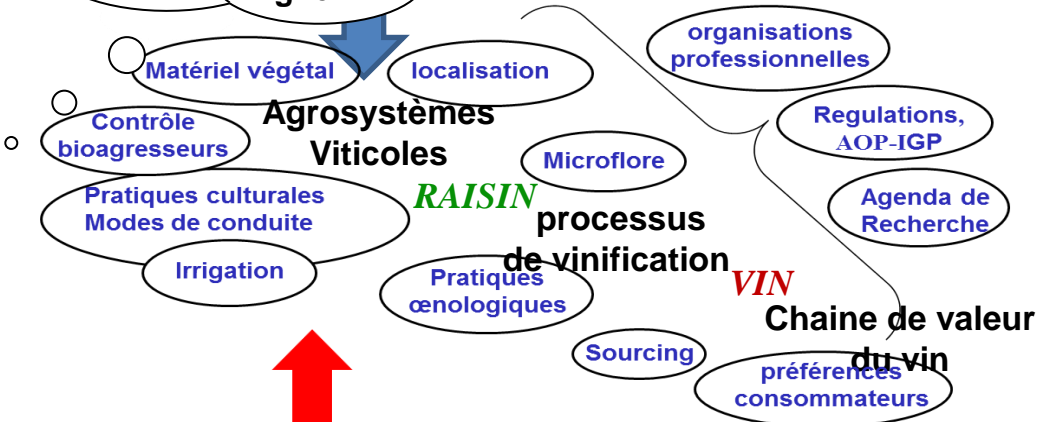 organisations
professionnelles
Matériel végétal
localisation
Agrosystèmes
Viticoles
Contrôle
bioagresseurs
Regulations,
AOP-IGP
Microflore
Pratiques culturales
Modes de conduite
RAISIN
Agenda de
Recherche
processus
de vinification
Irrigation
Pratiques
œnologiques
VIN
Chaine de valeur
du vin
Sourcing
préférences
consommateurs